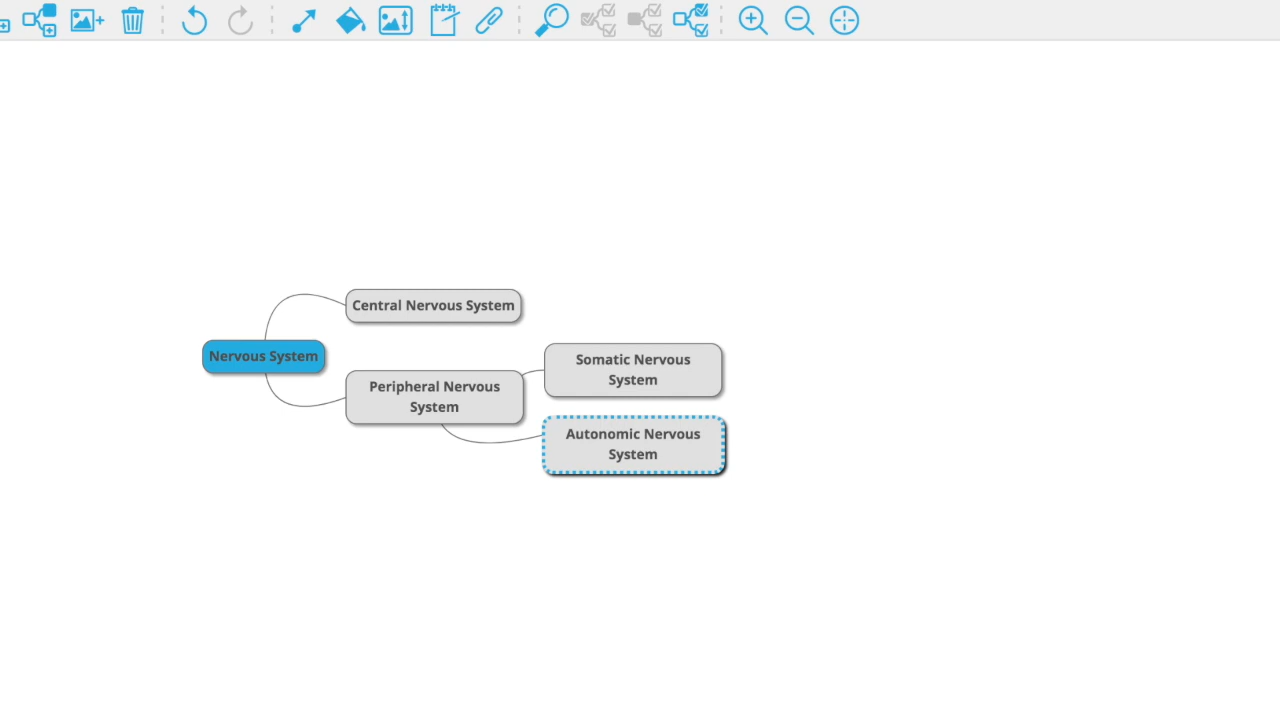 Central Nervous System
Nervous System
Peripheral Nervous
System
Somatic Nervous
System
Autonomic Nervous
System